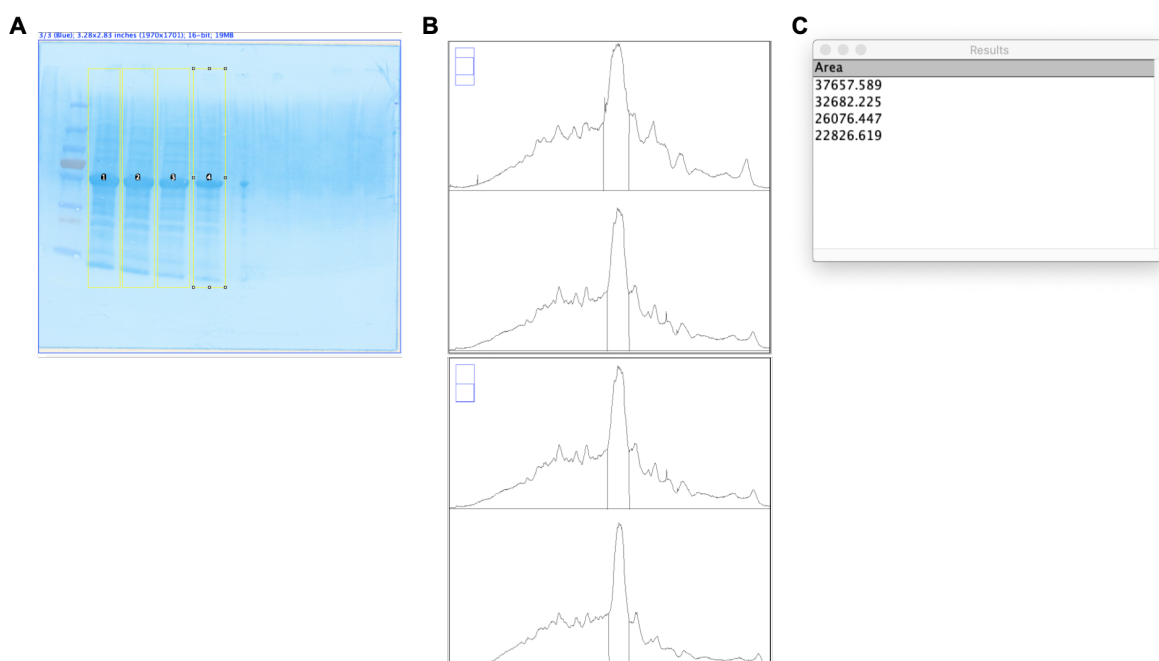 A
B
C
3/3 (Blue); 3.28x2.83 inches (1970x1701); 16-bit; 19MB
1
2
3
4
Results
Area
37657.589
32682.225
26076.447
22826.619